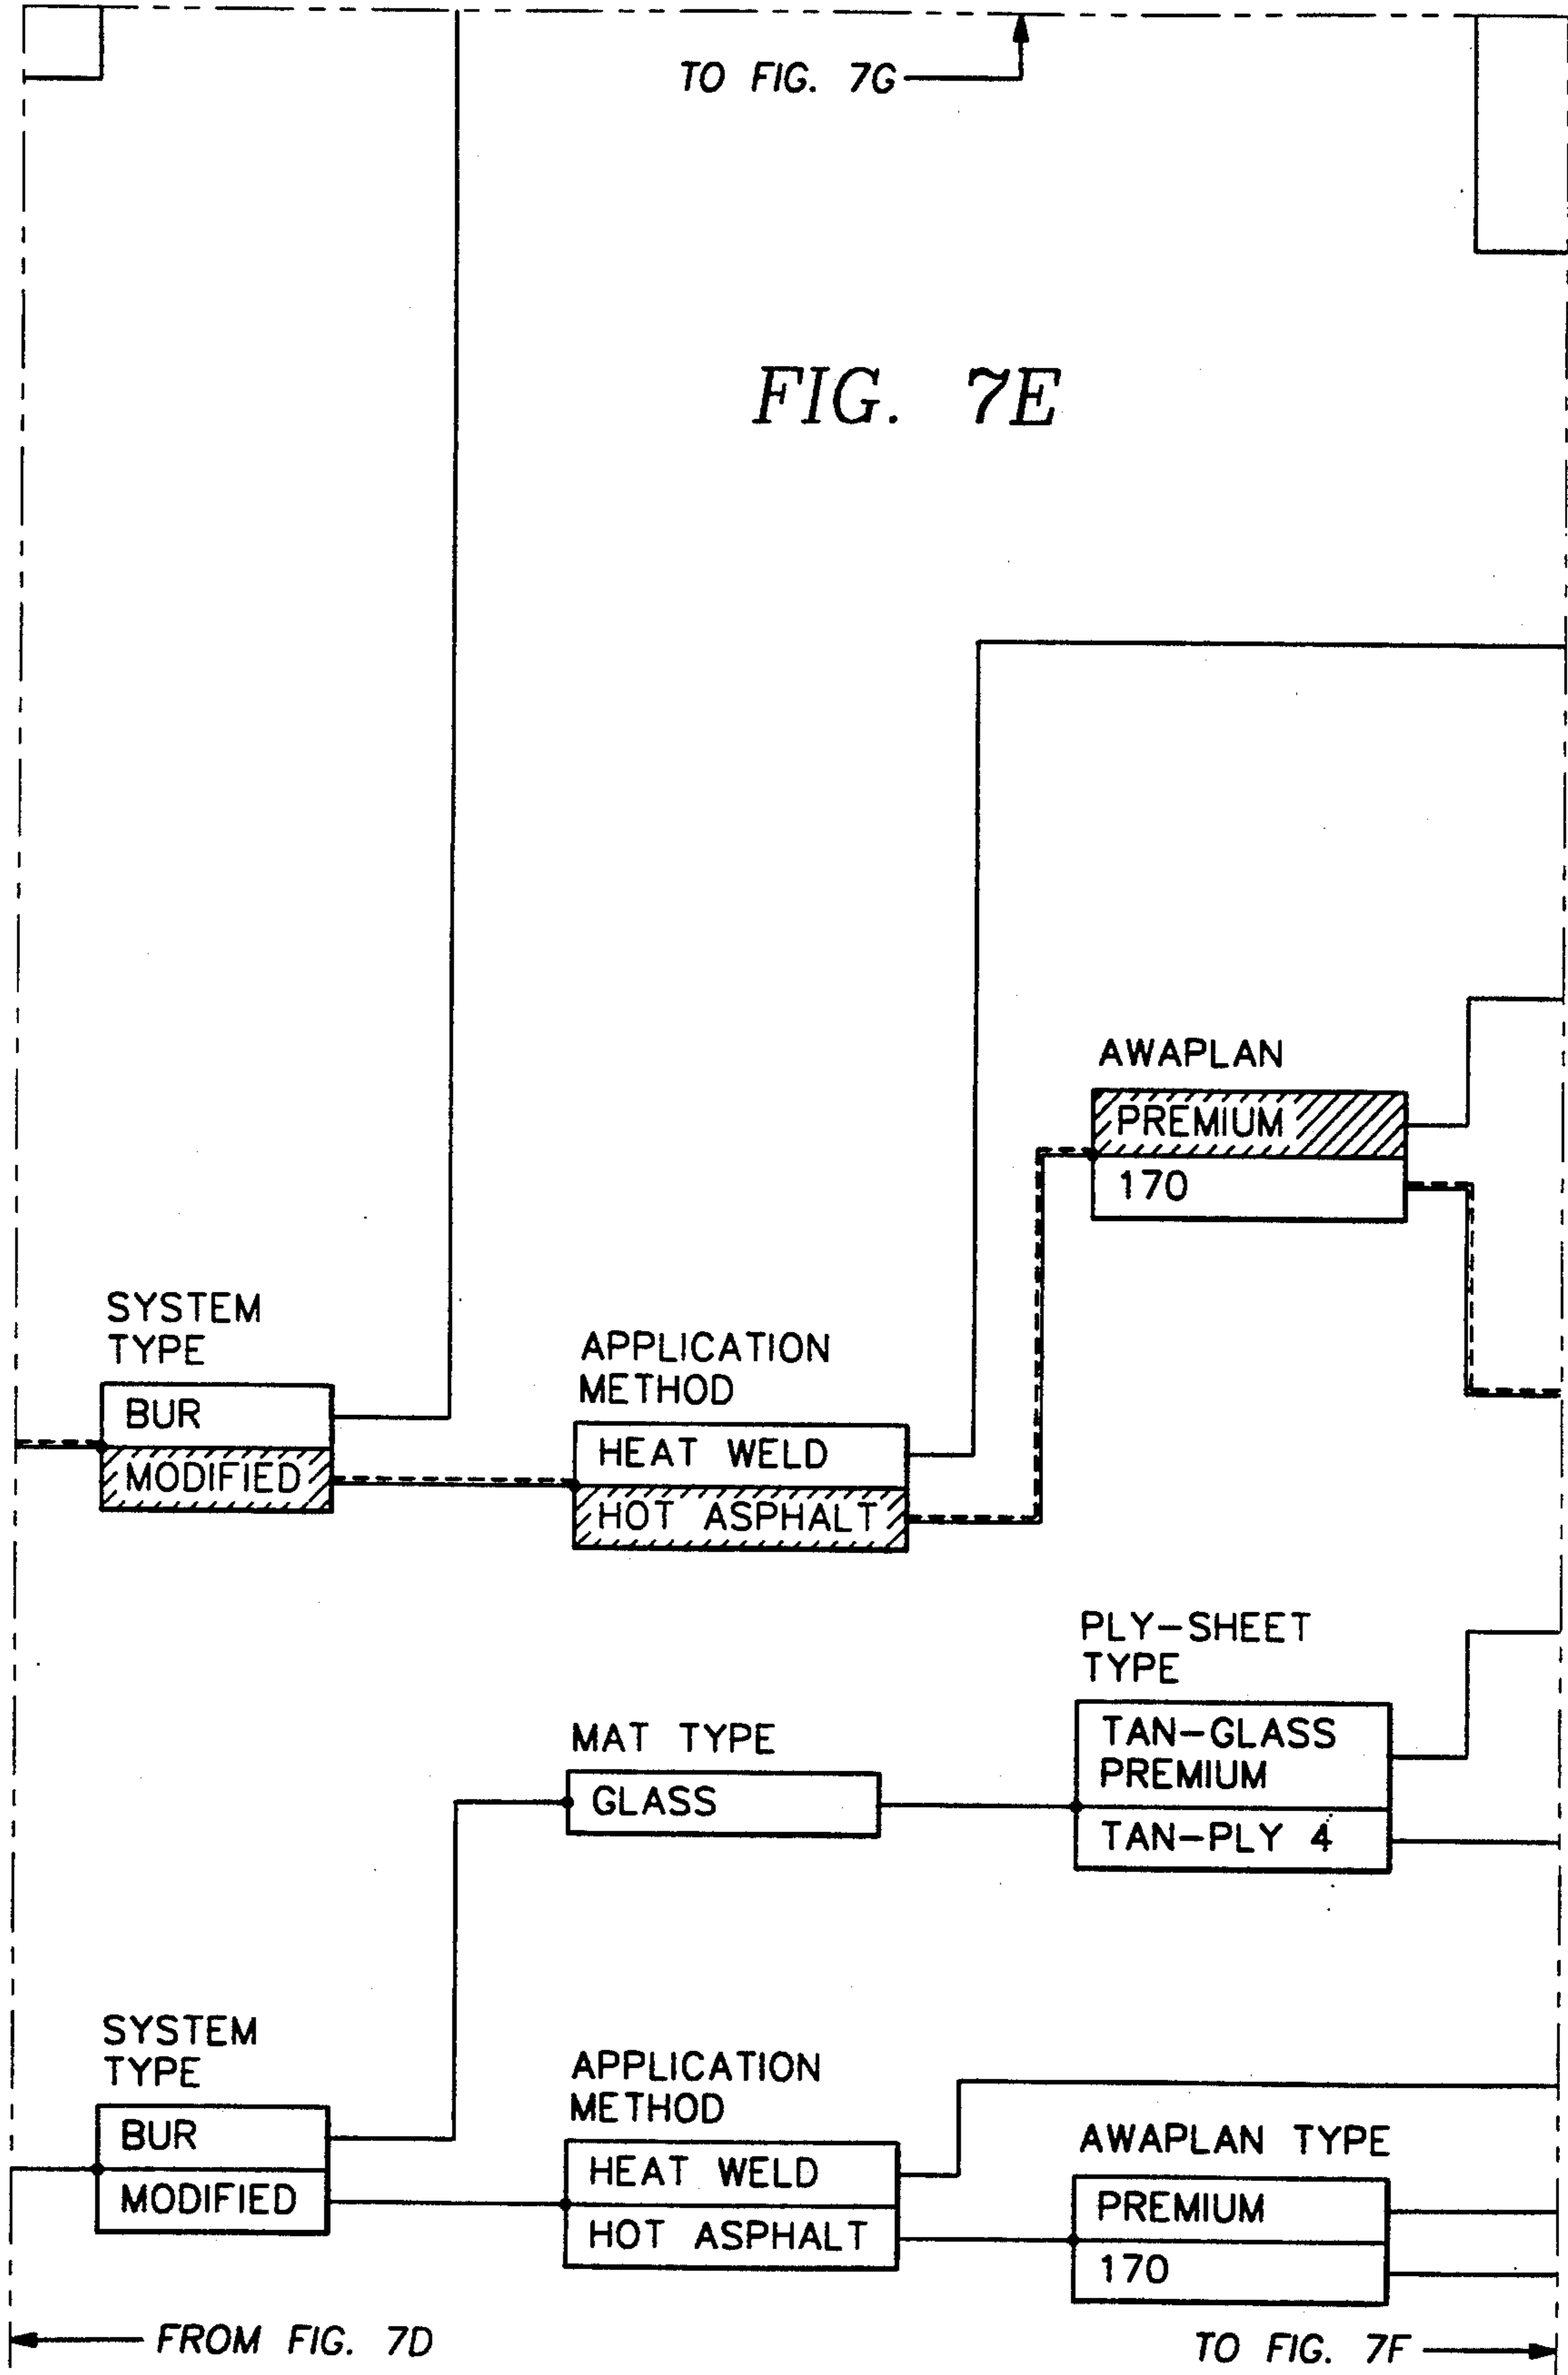 TO FIG. 7G
FIG. 7E
AWAPLAN
PREMIUM
170
SYSTEM
TYPE
BUR
MODIFIED
APPLICATION
METHOD
HEAT WELD
HOT ASPHALT
PLY-SHEET
TYPE
TAN-GLASS
PREMIUM
TAN-PLY 4
MAT TYPE
GLASS
SYSTEM
TYPE
BUR
MODIFIED
APPLICATION
METHOD
HEAT WELD
HOT ASPHALT
AWAPLAN TYPE
PREMIUM
170
FROM FIG. 7D
TO FIG. 7F